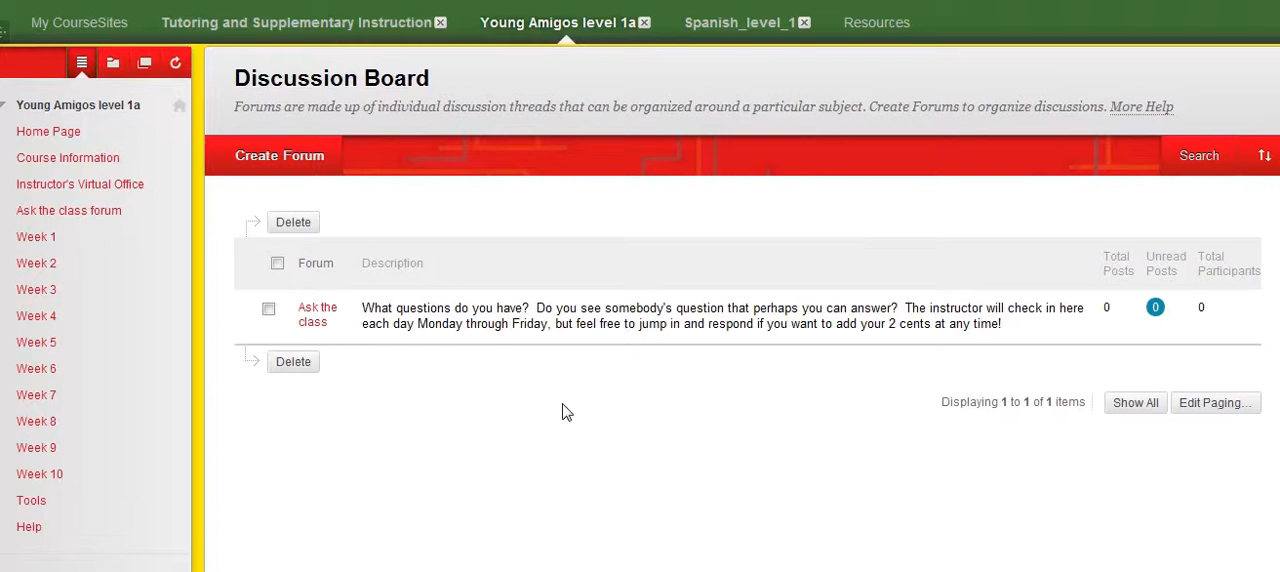 My CourseSites
Tutoring and Supplementary Instruction
Young Amigos level 1a
Spanish_level_1
Resources
Young Amigos level 1a
Home Page
Course Information
Instructor's Virtual Office
Ask the class forum
Week 1
Week 2
Week 3
Week 4
Week 5
Week 6
Week 7
Week 8
Week 9
Week 10
Tools
Help
Discussion Board
Forums are made up of individual discussion threads that can be organized around a particular subject. Create Forums to organize discussions. More Help
Create Forum
Search
Delete
Forum
Description
Total
Posts
Unread
Posts
Total
Participants
Ask the
class
What questions do you have? Do you see somebody's question that perhaps you can answer? The instructor will check in here
each day Monday through Friday, but feel free to jump in and respond if you want to add your 2 cents at any time!
0
0
0
Delete
Displaying 1 to 1 of 1 items
Show All
Edit Paging...